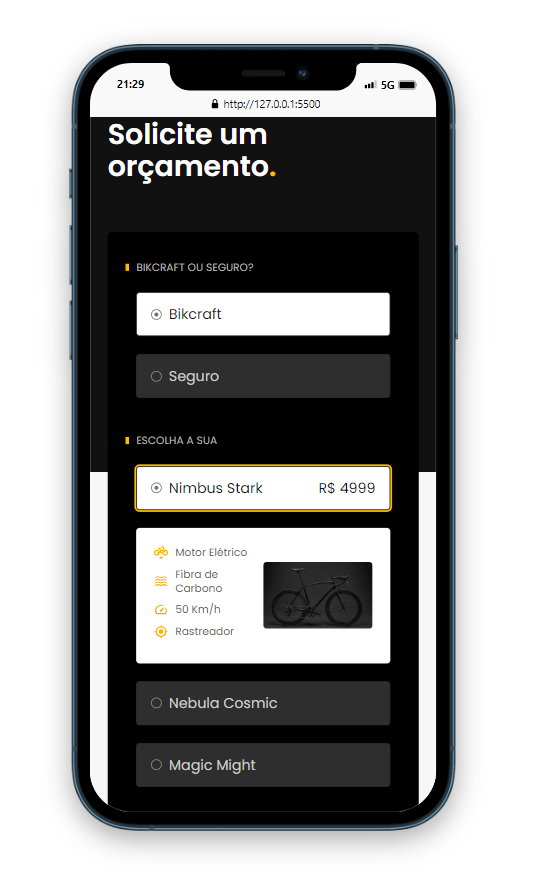 21:29
5G
http://127.0.0.1:5500
Solicite um
orçamento.
BIKCRAFT OU SEGURO?
Bikcraft
Seguro
ESCOLHA A SUA
Nimbus Stark R$ 4999
Motor Elétrico
Fibra de
Carbono
50 Km/h
Rastreador
Nebula Cosmic
Magic Might